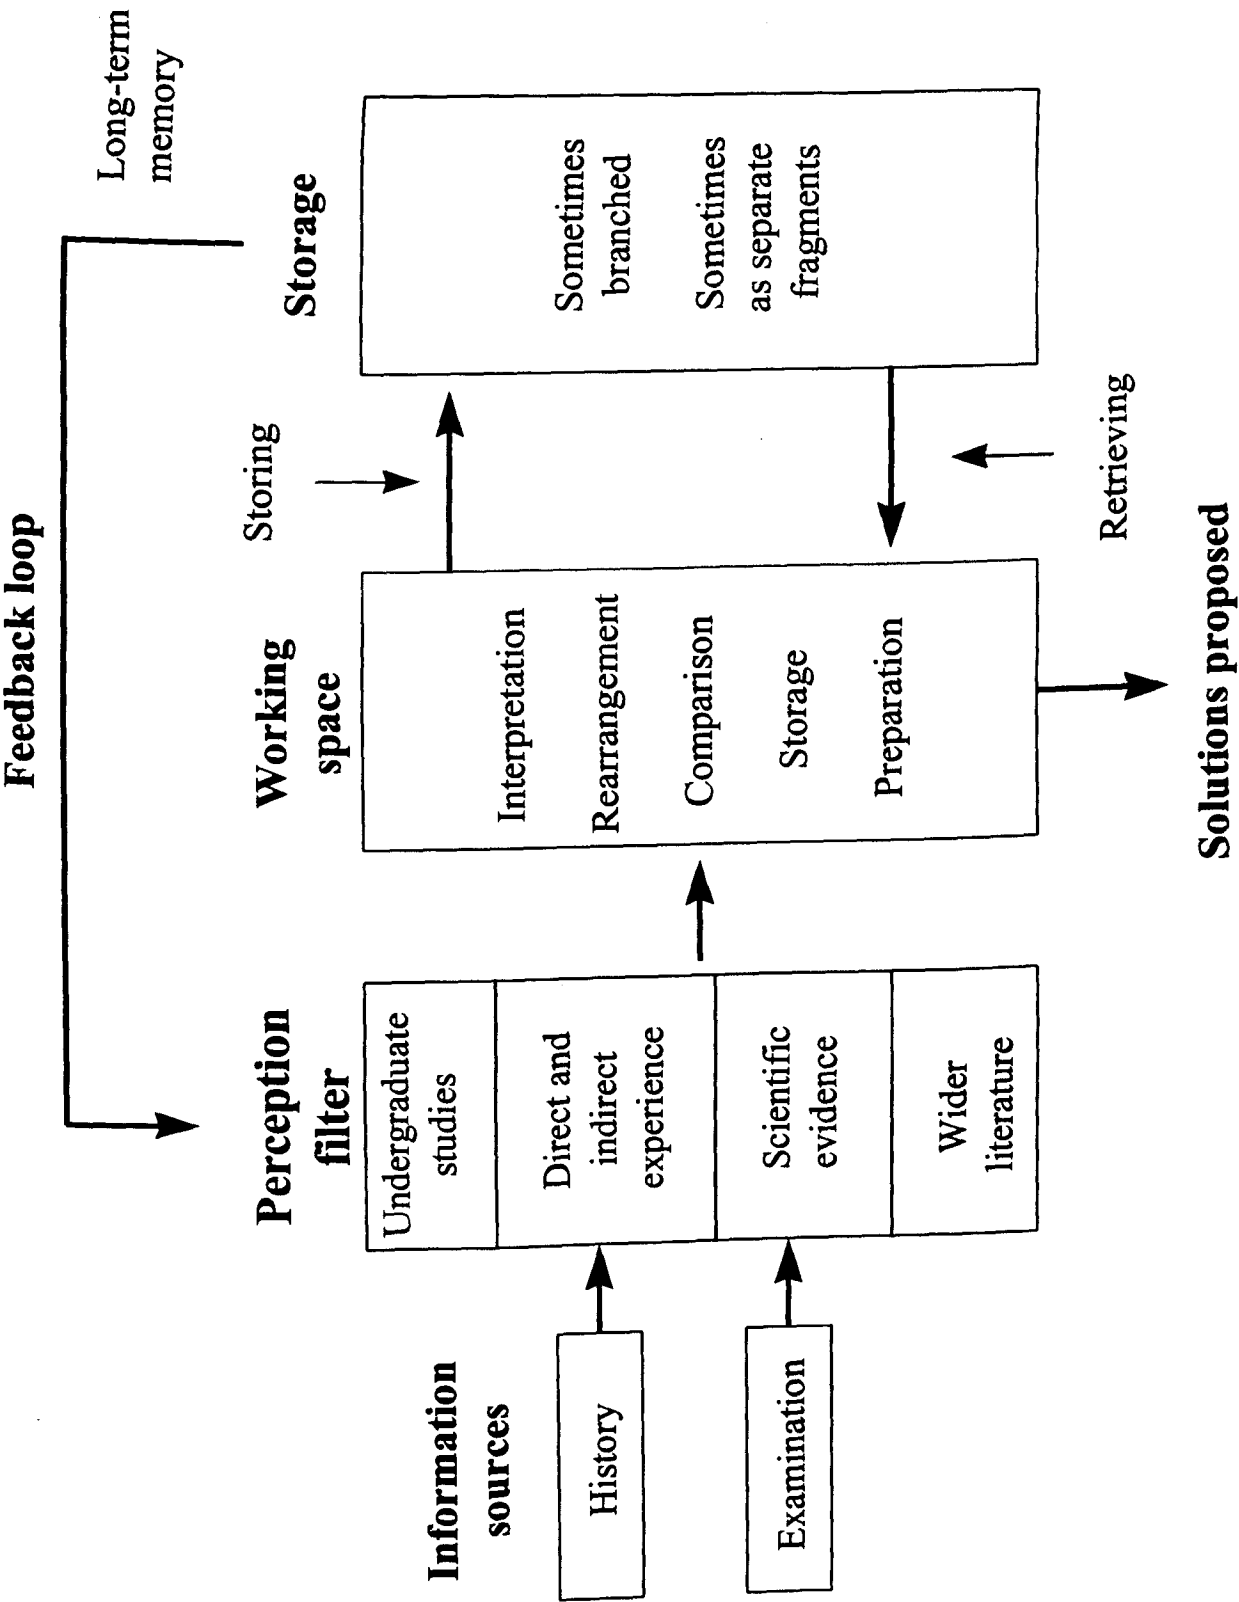 Feedback loop
Long-term
memory
Information
sources
History
Examination
Perception
filter
Undergraduate
studies
Direct and
indirect
experience
Scientific
evidence
Wider
literature
Working
space
Interpretation
Rearrangement
Comparison
Storage
Preparation
Storing
Retrieving
Storage
Sometimes
branched
Sometimes
as separate
fragments
Solutions proposed